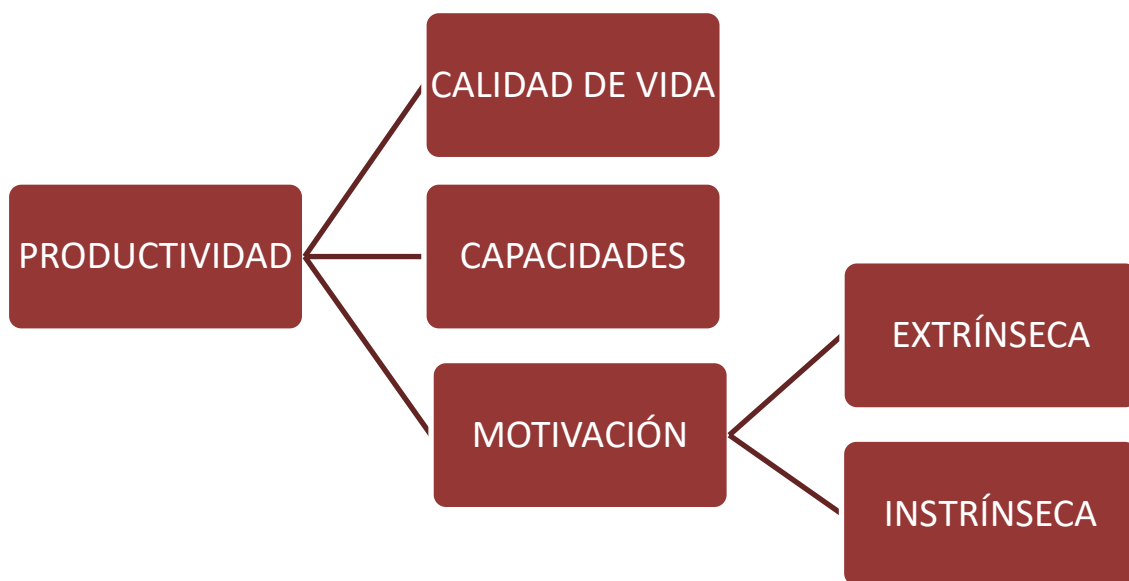 CALIDAD DE VIDA
PRODUCTIVIDAD
CAPACIDADES
MOTIVACIÓN
EXTRÍNSECA
INSTRÍNSECA